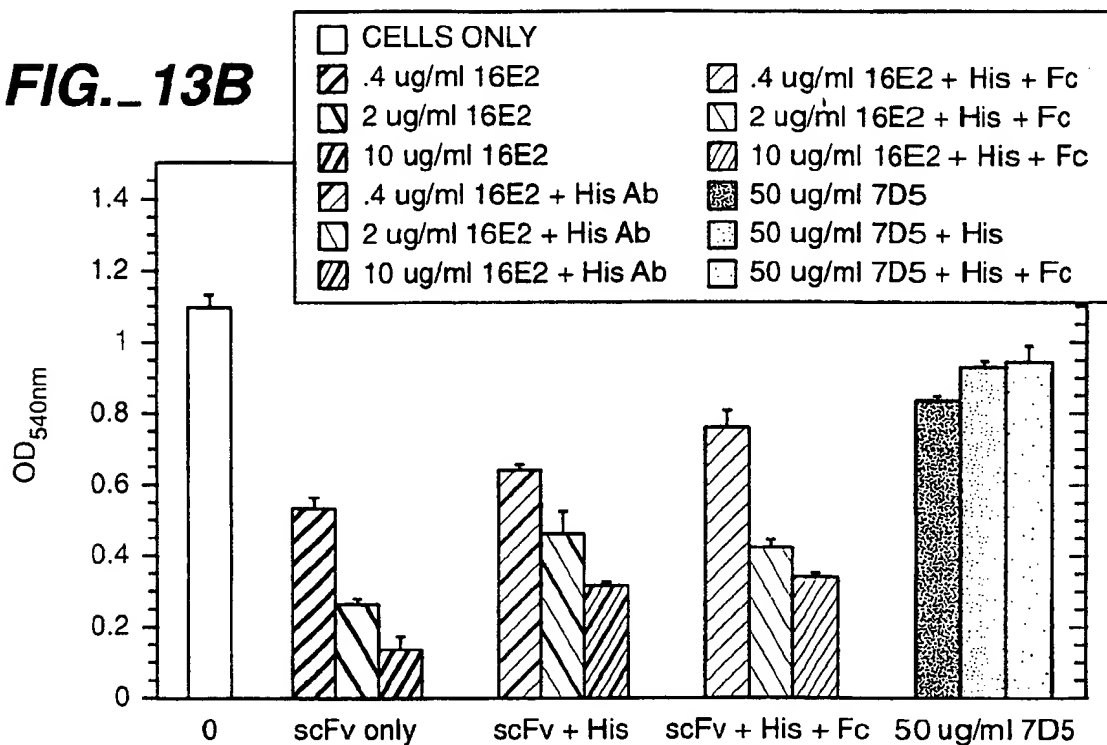 FIG._13B
CELLS ONLY
.4 ug/ml 16E2
2 ug/ml 16E2
10 ug/ml 16E2
.4 ug/ml 16E2 + His Ab
2 ug/ml 16E2 + His Ab
10 ug/ml 16E2 + His Ab
.4 ug/ml 16E2 + His + Fc
2 ug/ml 16E2 + His + Fc
10 ug/ml 16E2 + His + Fc
50 ug/ml 7D5
50 ug/ml 7D5 + His
50 ug/ml 7D5 + His + Fc
OD540nm
1.4
1.2
1
0.8
0.6
0.4
0.2
0
0
scFv only
scFv + His
scFv + His + Fc
50 ug/ml 7D5